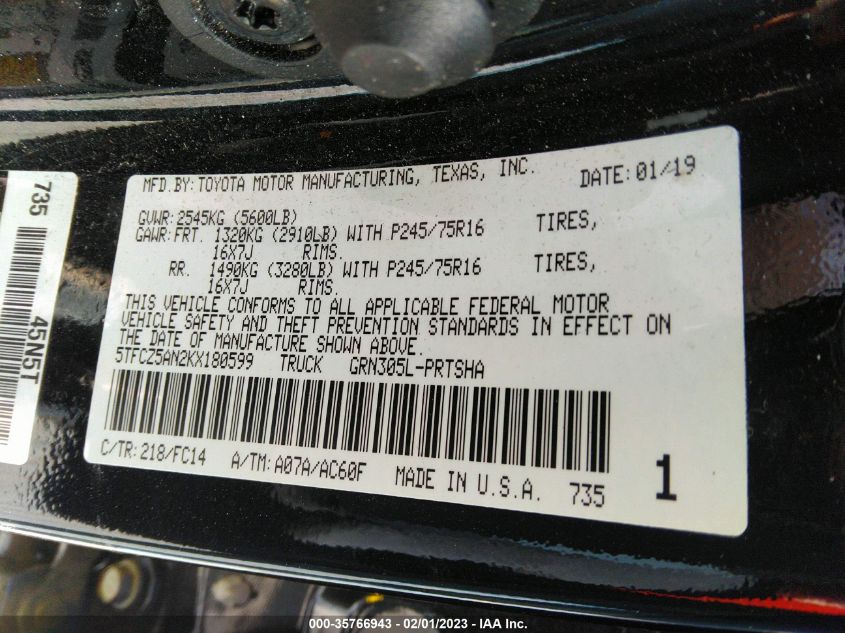 MFD.BY:TOYOTA MOTOR MANUFACTURING, TEXAS, INC. DATE:01/19
GVWR:2545KG (5600LB)
GAWR:FRT. 1320KG (2910LB) WITH P245/75R16 TIRES,
16X7J RIMS.
RR. 1490KG (3280LB) WITH P245/75R16 TIRES,
16X7J RIMS.
THIS VEHICLE CONFORMS TO ALL APPLICABLE FEDERAL MOTOR
VEHICLE SAFETY AND THEFT PREVENTION STANDARDS IN EFFECT ON
THE DATE OF MANUFACTURE SHOWN ABOVE.
5TFCZ5AN2KX180599 TRUCK GRN305L-PRTSHA
C/TR:218/FC14 A/TM:A07A/AC60F MADE IN U.S.A. 735 1
735 45N5T
000-35766943 - 02/01/2023 - IAA Inc.